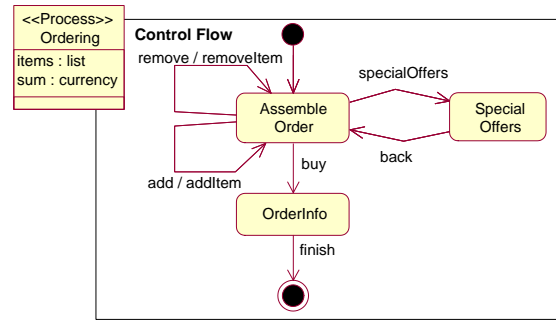 <<Process>>
Ordering
items : list
sum : currency
Control Flow
remove / removeItem
specialOffers
Assemble
Order
Special
Offers
back
buy
add / addItem
OrderInfo
finish